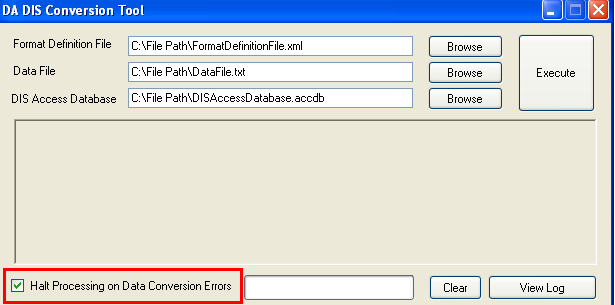 DA DIS Conversion Tool
Format Definition File C:\File Path\FormatDefinitionFile.xml Browse
Data File C:\File Path\DataFile.txt Browse Execute
DIS Access Database C:\File Path\DISAccessDatabase.accdb Browse
Halt Processing on Data Conversion Errors Clear View Log